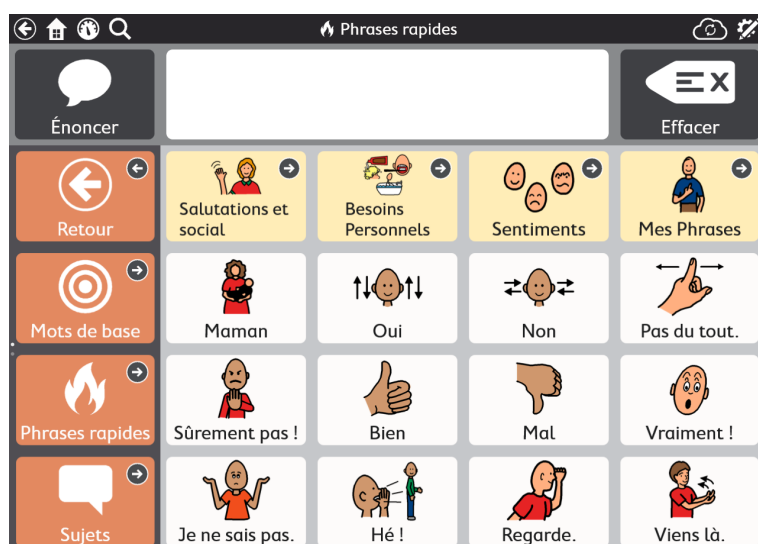 Phrases rapides
Énoncer
Effacer
Retour
Salutations et
social
Besoins
Personnels
Sentiments
Mes Phrases
Mots de base
Maman
Oui
Non
Pas du tout.
Phrases rapides
Sûrement pas !
Bien
Mal
Vraiment !
Sujets
Je ne sais pas.
Hé !
Regarde.
Viens là.